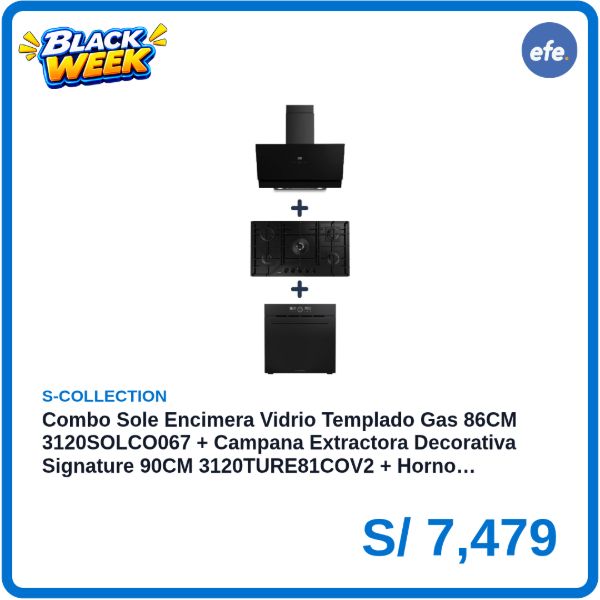 BLACK
WEEK
efe.
S-COLLECTION
Combo Sole Encimera Vidrio Templado Gas 86CM
3120SOLCO067 + Campana Extractora Decorativa
Signature 90CM 3120TURE81COV2 + Horno…
S/ 7,479